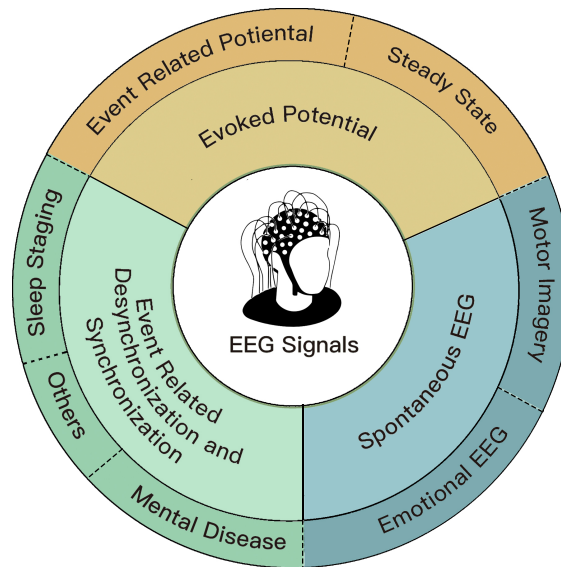 Event Related Potiental
Steady State
Evoked Potential
Sleep Staging
Motor Imagery
EEG Signals
Event Related
Desynchronization and
Synchronization
Spontaneous EEG
Others
Mental Disease
Emotional EEG